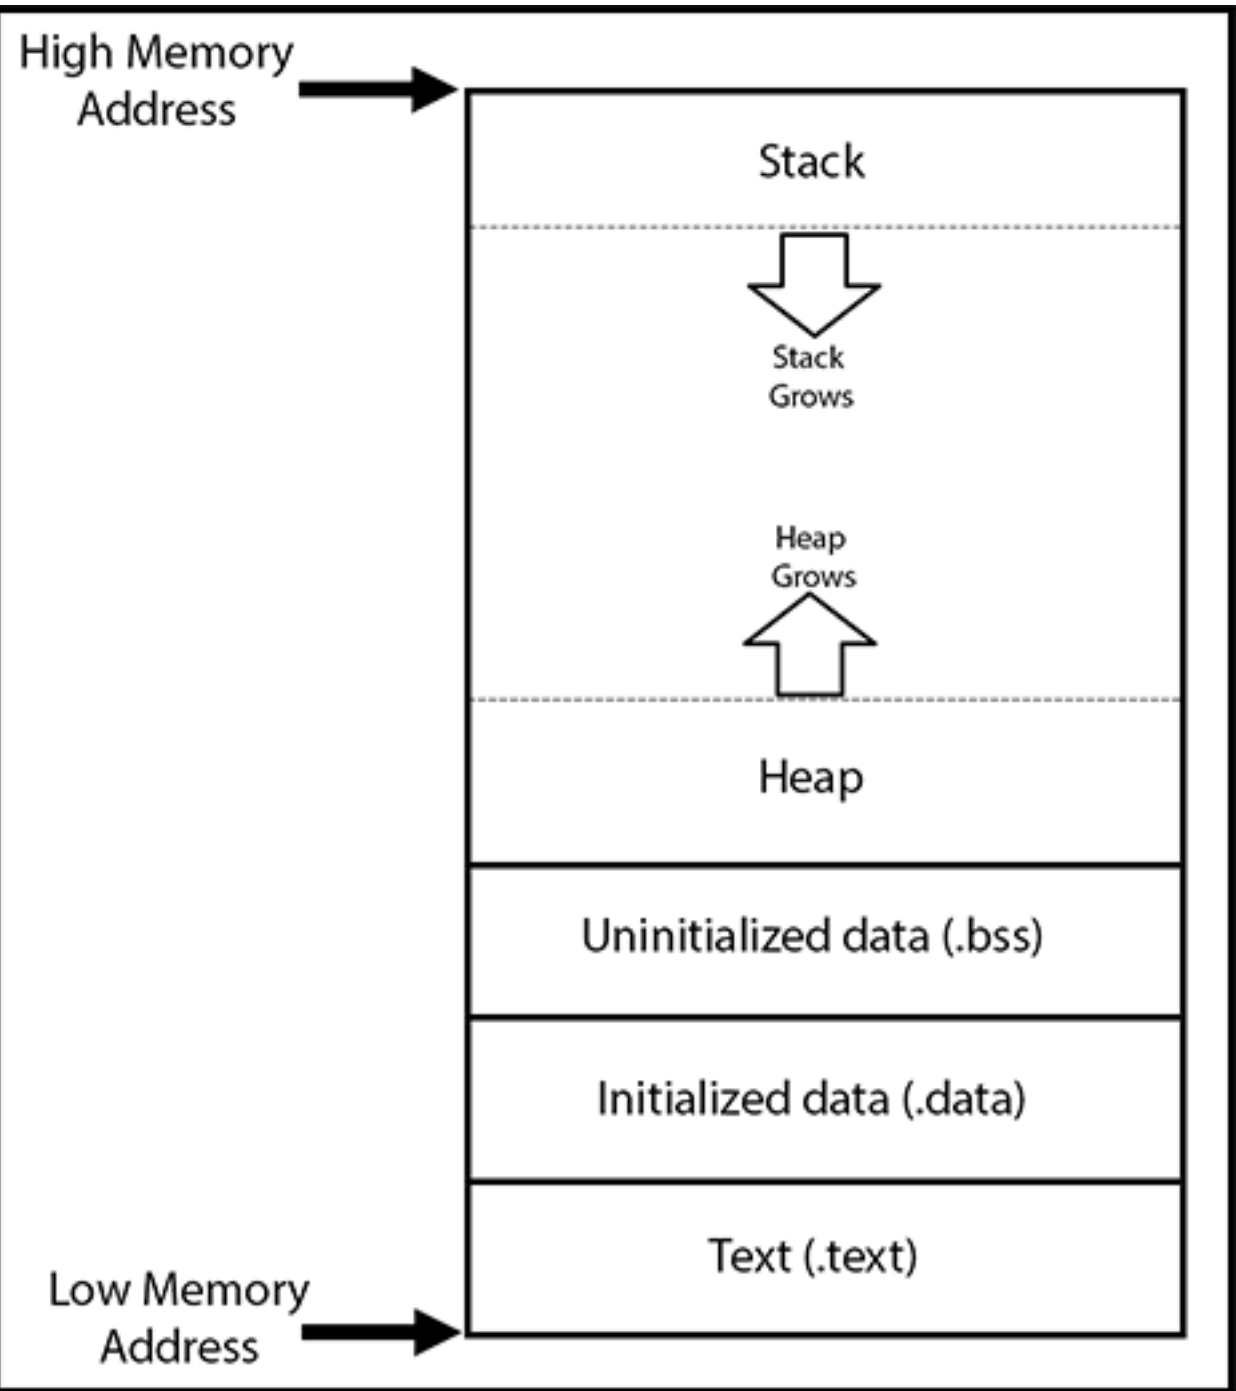 High Memory
Address
Stack
Stack
Grows
Heap
Grows
Heap
Uninitialized data (.bss)
Initialized data (.data)
Text (.text)
Low Memory
Address